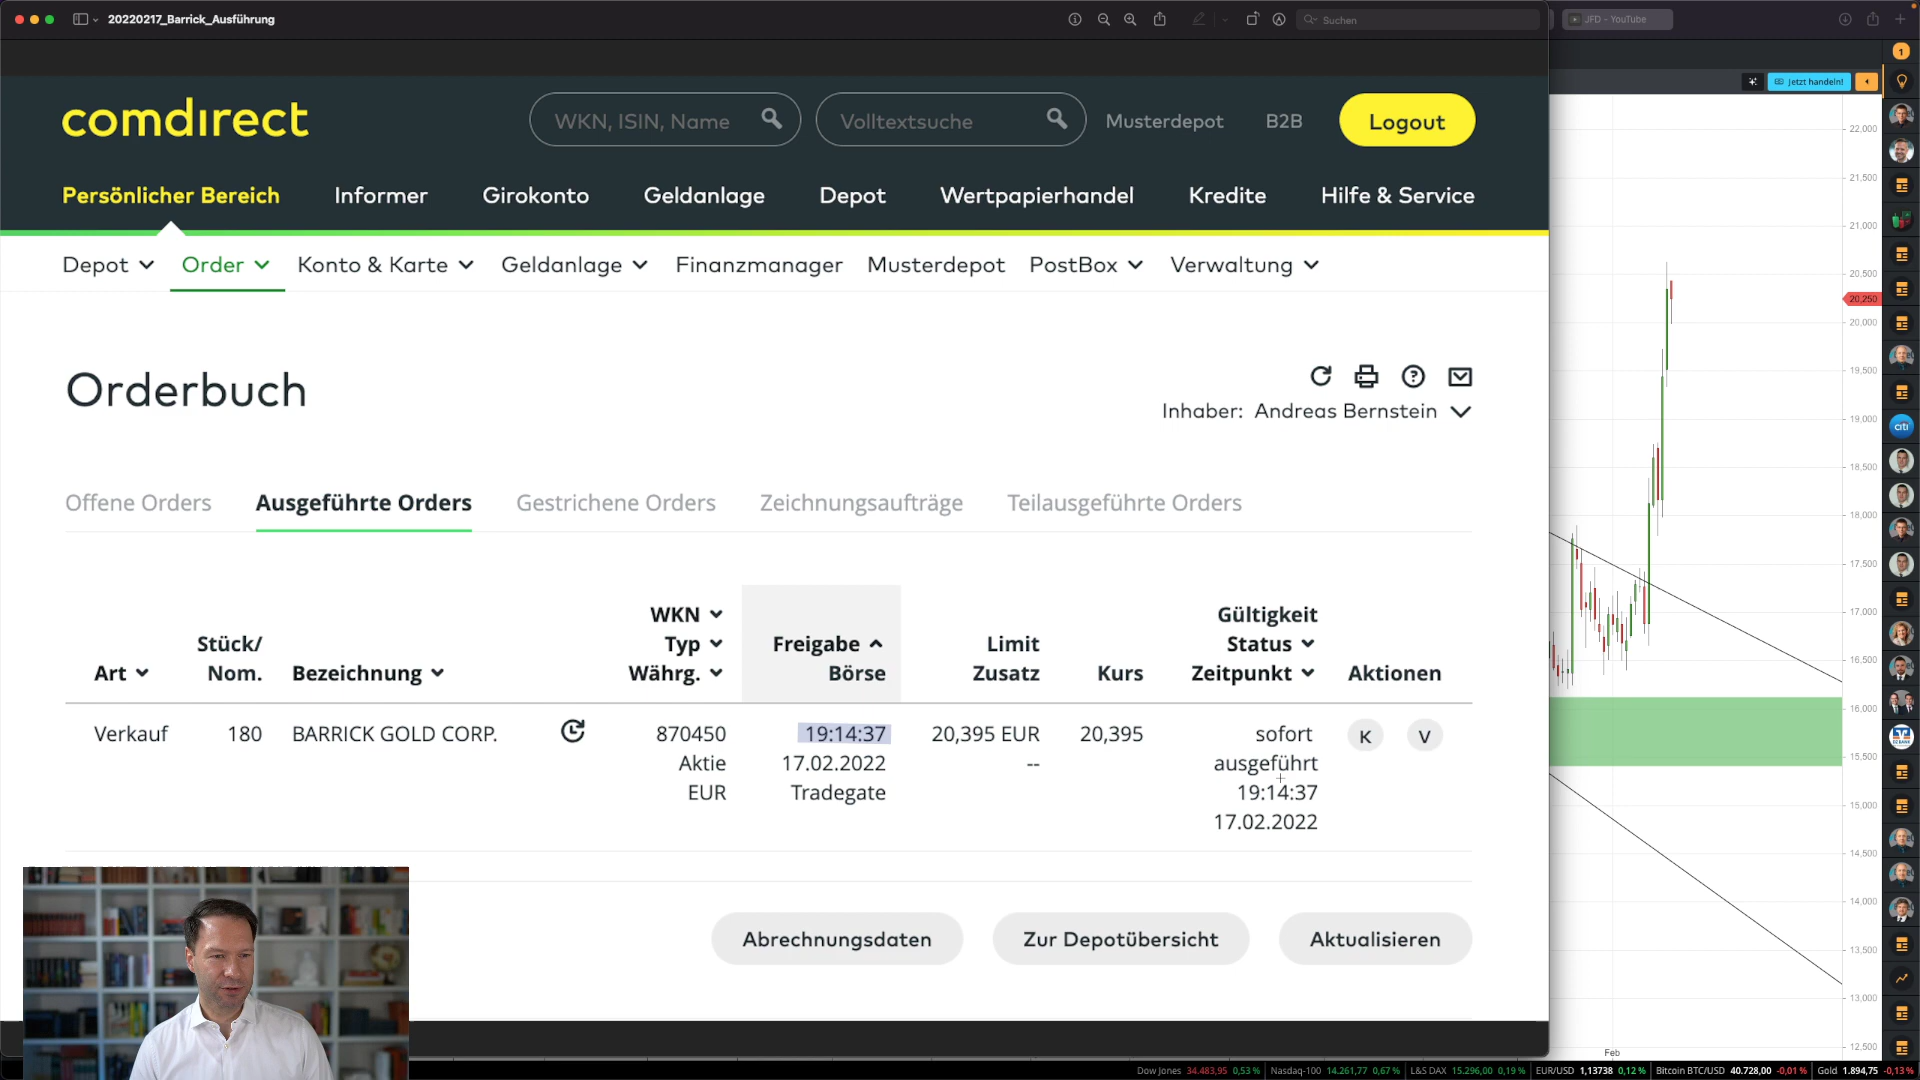 20220217_Barrick_Ausführung
Suchen
JFD - YouTube
1
Jetzt handeln!
comdirect
WKN, ISIN, Name
Volltextsuche
Musterdepot
B2B
Logout
Persönlicher Bereich
Informer
Girokonto
Geldanlage
Depot
Wertpapierhandel
Kredite
Hilfe & Service
Depot
Order
Konto & Karte
Geldanlage
Finanzmanager
Musterdepot
PostBox
Verwaltung
Orderbuch
Inhaber: Andreas Bernstein
Offene Orders
Ausgeführte Orders
Gestrichene Orders
Zeichnungsaufträge
Teilausgeführte Orders
Art
Stück/
Nom.
Bezeichnung
WKN
Typ
Währg.
Freigabe
Börse
Limit
Zusatz
Kurs
Gültigkeit
Status
Zeitpunkt
Aktionen
Verkauf
180
BARRICK GOLD CORP.
870450
Aktie
EUR
19:14:37
17.02.2022
Tradegate
20,395 EUR
--
20,395
sofort
ausgeführt
19:14:37
17.02.2022
K
V
Abrechnungsdaten
Zur Depotübersicht
Aktualisieren
22,000
21,500
21,000
20,500
20,250
20,000
19,500
19,000
18,500
18,000
17,500
17,000
16,500
16,000
15,500
15,000
14,500
14,000
13,500
13,000
12,500
Feb
citi
Dow Jones 34.483,95 0,53 %
Nasdaq-100 14.261,77 0,67 %
L&S DAX 15.296,00 0,19 %
EUR/USD 1,13738 0,12 %
Bitcoin BTC/USD 40.728,00 -0,01 %
Gold 1.894,75 -0,13 %